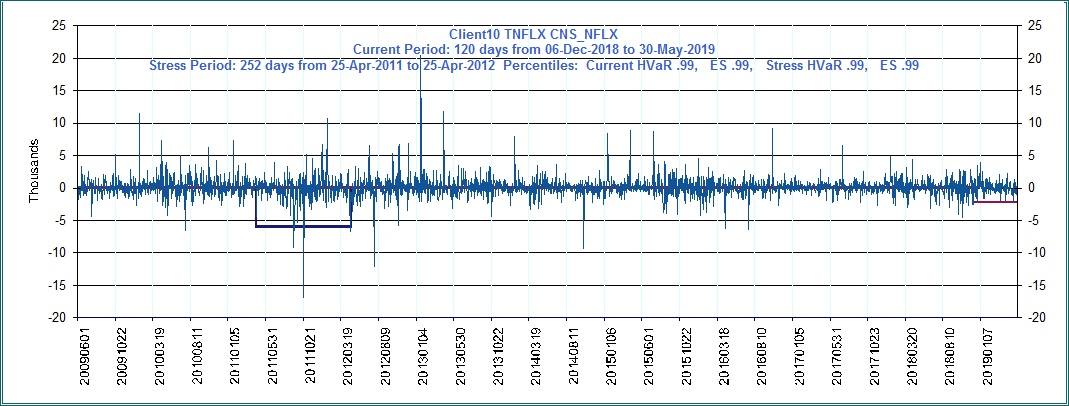 Client10 TNFLX CNS_NFLX
Current Period: 120 days from 06-Dec-2018 to 30-May-2019
Stress Period: 252 days from 25-Apr-2011 to 25-Apr-2012 Percentiles: Current HVaR .99, ES .99, Stress HVaR .99, ES .99
Thousands
25 25
20 20
15 15
10 10
5 5
0 0
-5 -5
-10 -10
-15 -15
-20 -20
20090601 20091022 20100319 20100811 20110105 20110531 20111021 20120319 20120809 20130104 20130530 20131022 20140319 20140811 20150106 20150601 20151022 20160318 20160810 20170105 20170531 20171023 20180320 20180810 20190107